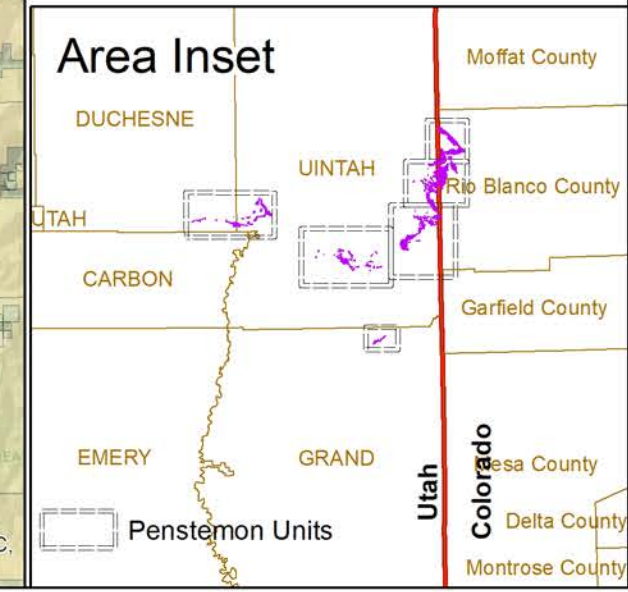 Area Inset
Moffat County
DUCHESNE
UINTAH
Rio Blanco County
UTAH
CARBON
Garfield County
EMERY
GRAND
Utah
Colorado
esa County
Penstemon Units
Delta County
Montrose County
C,